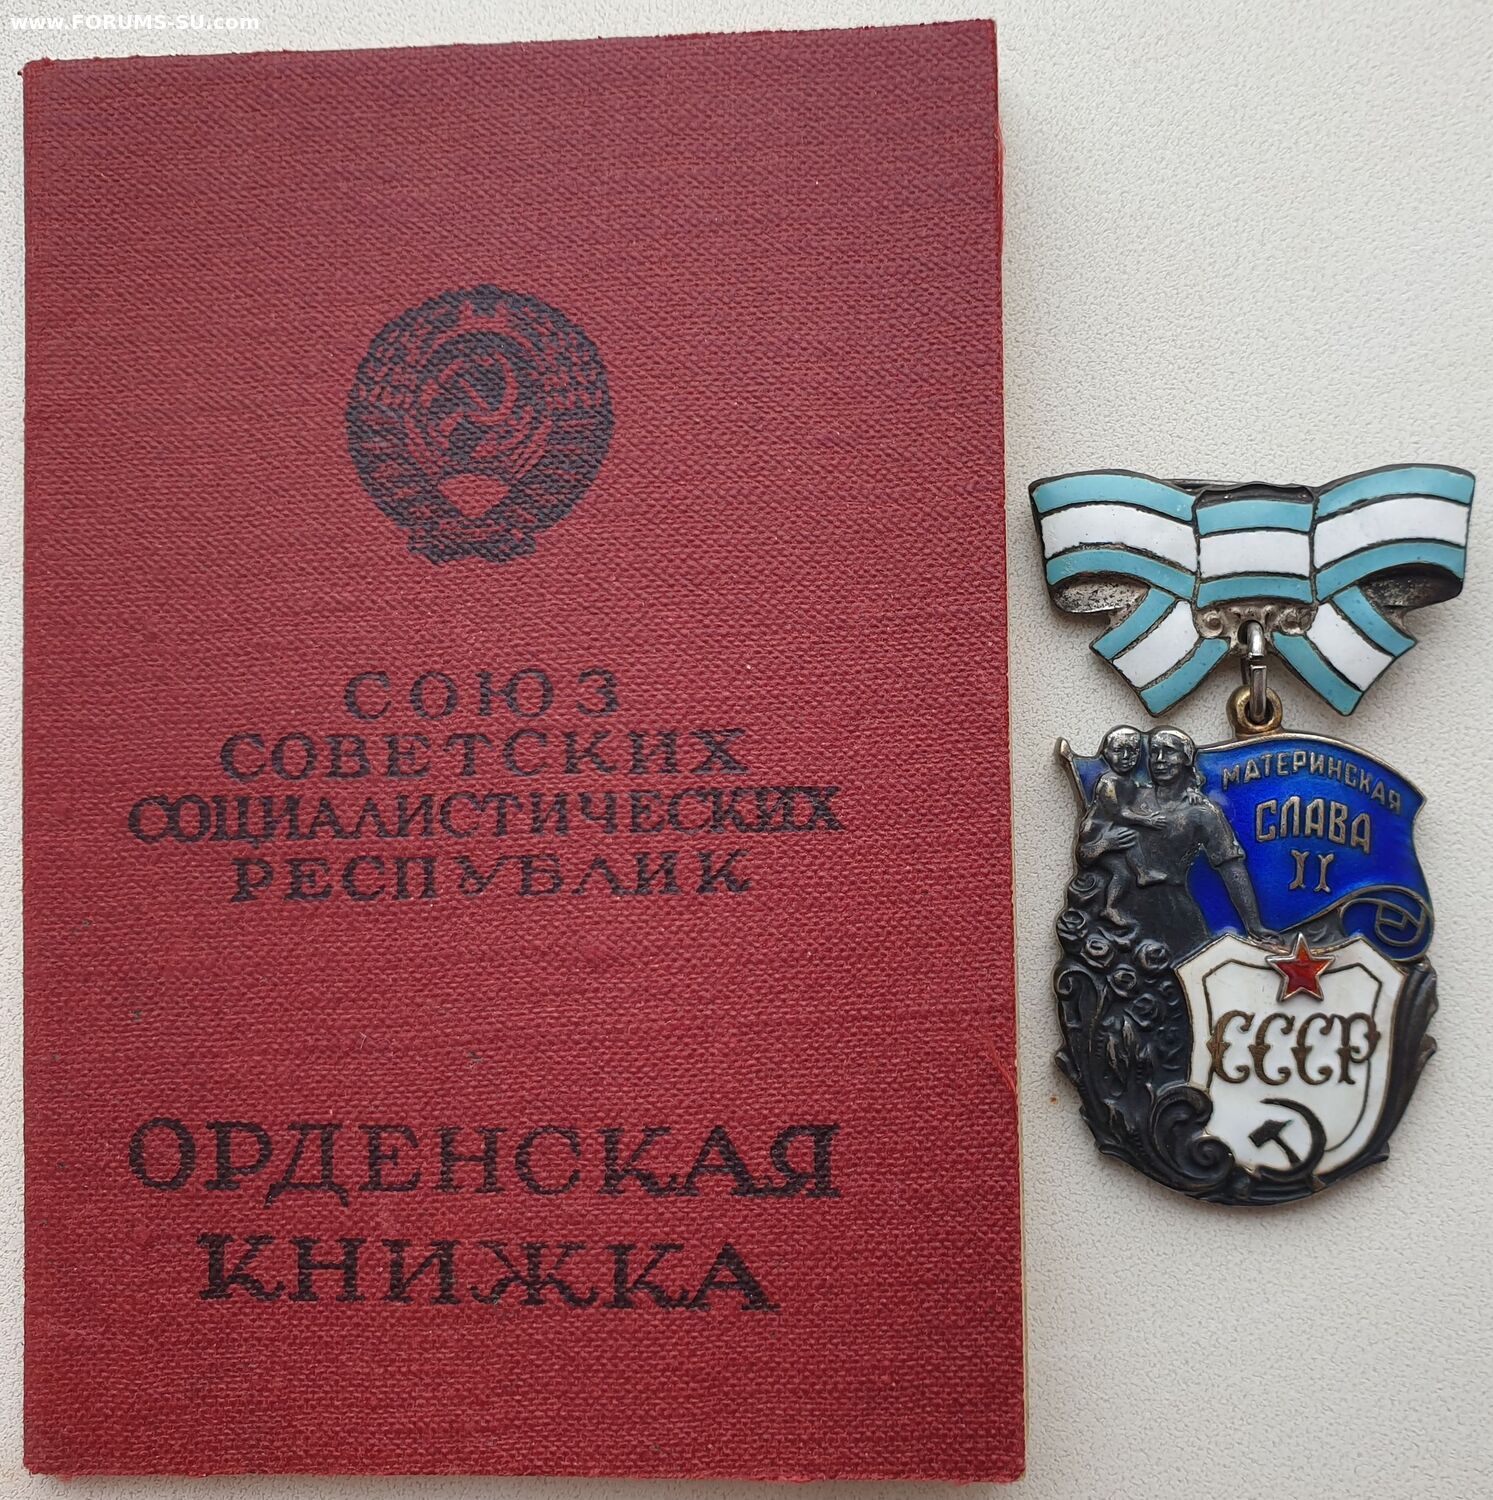 www.FORUMS-SU.com
СОЮЗ
СОВЕТСКИХ
СОЦИАЛИСТИЧЕСКИХ
РЕСПУБЛИК
ОРДЕНСКАЯ
КНИЖКА
МАТЕРИНСКАЯ
СЛАВА
II
СССР